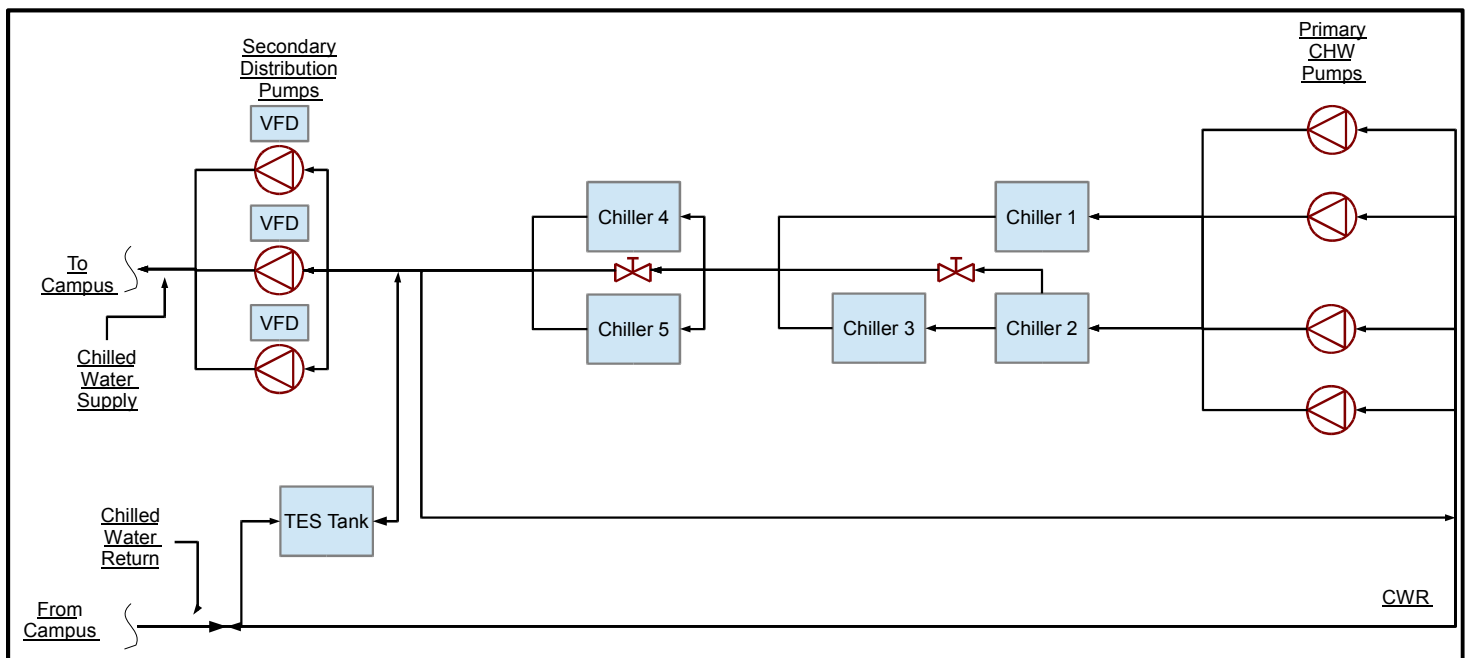 Secondary
Distribution
Pumps
Primary
CHW
Pumps
VFD
Chiller 4
Chiller 1
VFD
To
Campus
VFD
Chiller 5
Chiller 3
Chiller 2
Chilled
Water
Supply
TES Tank
Chilled
Water
Return
From
Campus
CWR